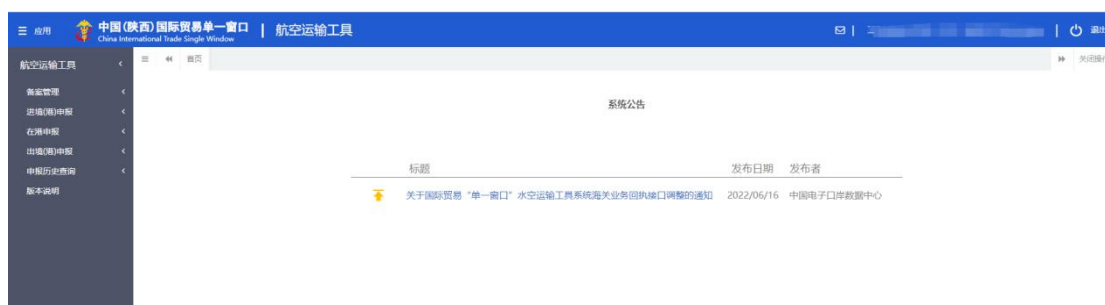 应用
中国(陕西)国际贸易单一窗口 | 航空运输工具
China International Trade Single Window
退出
航空运输工具
首页
备案管理
进境(港)申报
在港申报
出境(港)申报
申报历史查询
版本说明
系统公告
标题 发布日期 发布者
关于国际贸易“单一窗口”水空运输工具系统海关业务回执接口调整的通知 2022/06/16 中国电子口岸数据中心